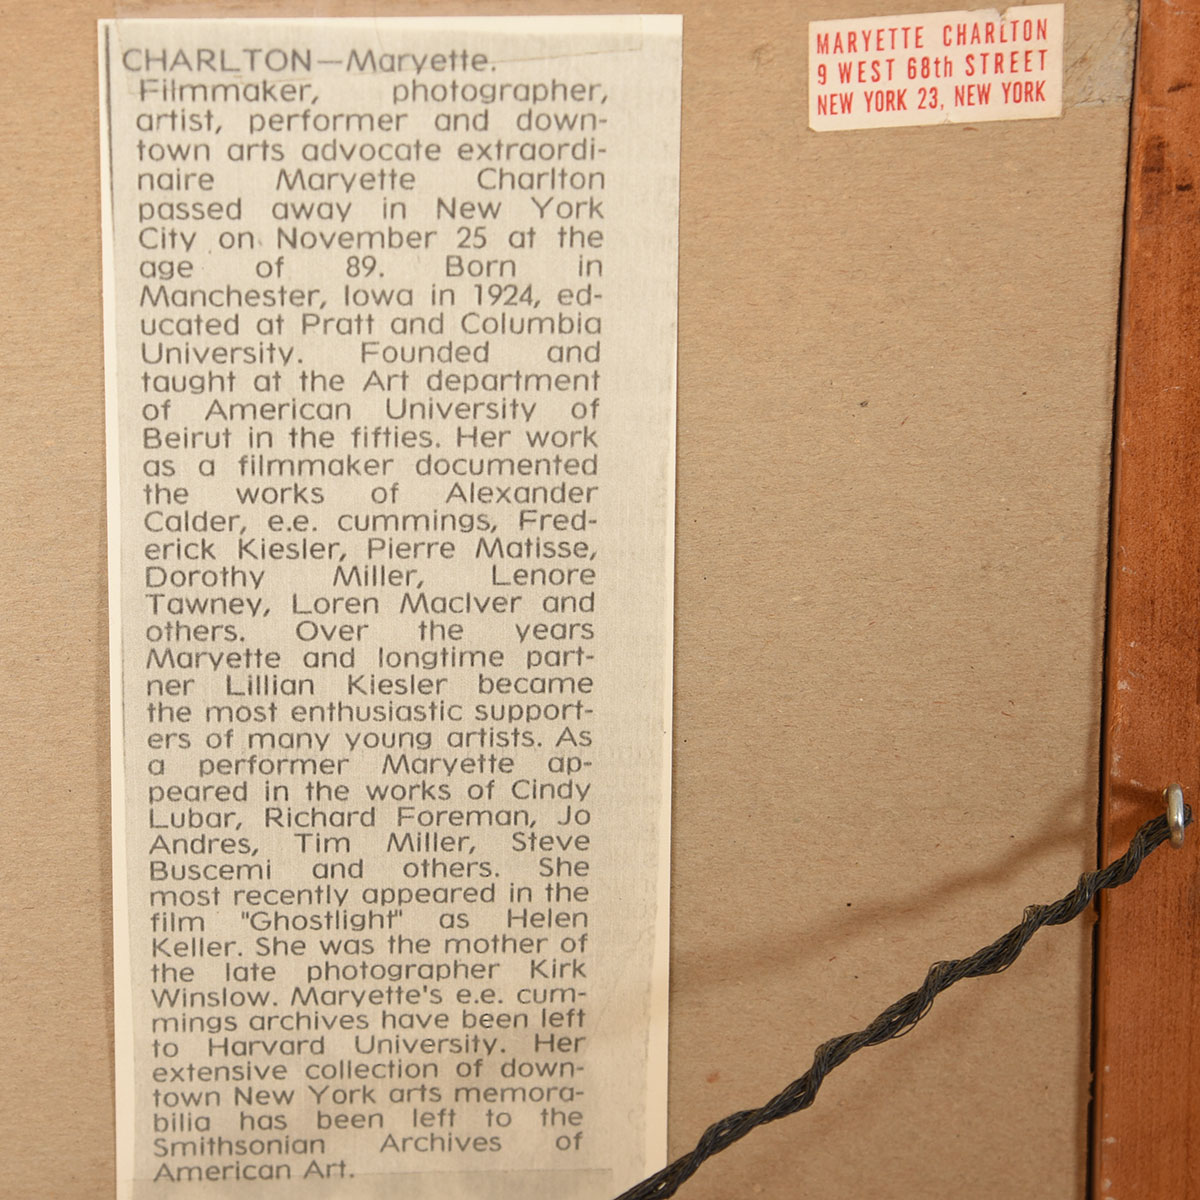 CHARLTON—Maryette.
Filmmaker, photographer,
artist, performer and down-
town arts advocate extraordi-
naire Maryette Charlton
passed away in New York
City on November 25 at the
age of 89. Born in
Manchester, Iowa in 1924, ed-
ucated at Pratt and Columbia
University. Founded and
taught at the Art department
of American University of
Beirut in the fifties. Her work
as a filmmaker documented
the works of Alexander
Calder, e.e. cummings, Fred-
erick Kiesler, Pierre Matisse,
Dorothy Miller, Lenore
Tawney, Loren MacIver and
others. Over the years
Maryette and longtime part-
ner Lillian Kiesler became
the most enthusiastic support-
ers of many young artists. As
a performer Maryette ap-
peared in the works of Cindy
Lubar, Richard Foreman, Jo
Andres, Tim Miller, Steve
Buscemi and others. She
most recently appeared in the
film "Ghostlight" as Helen
Keller. She was the mother of
the late photographer Kirk
Winslow. Maryette's e.e. cum-
mings archives have been left
to Harvard University. Her
extensive collection of down-
town New York arts memora-
bilia has been left to the
Smithsonian Archives of
American Art.
MARYETTE CHARLTON
9 WEST 68th STREET
NEW YORK 23, NEW YORK